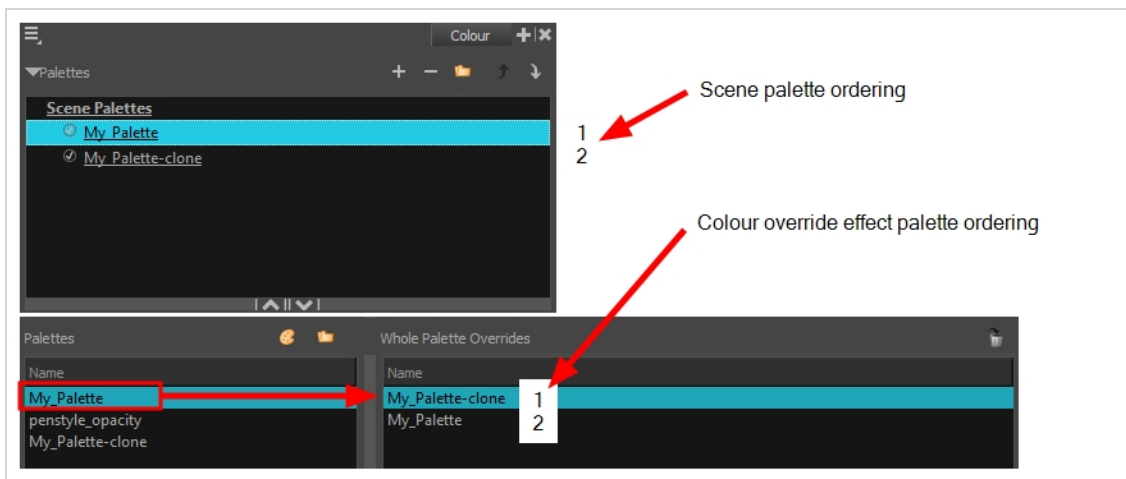 Colour
Palettes
Scene Palettes
My_Palette
My_Palette-clone
Scene palette ordering
1
2
Colour override effect palette ordering
Palettes
Whole Palette Overrides
Name
Name
My_Palette
My_Palette-clone
1
penstyle_opacity
My_Palette
2
My_Palette-clone